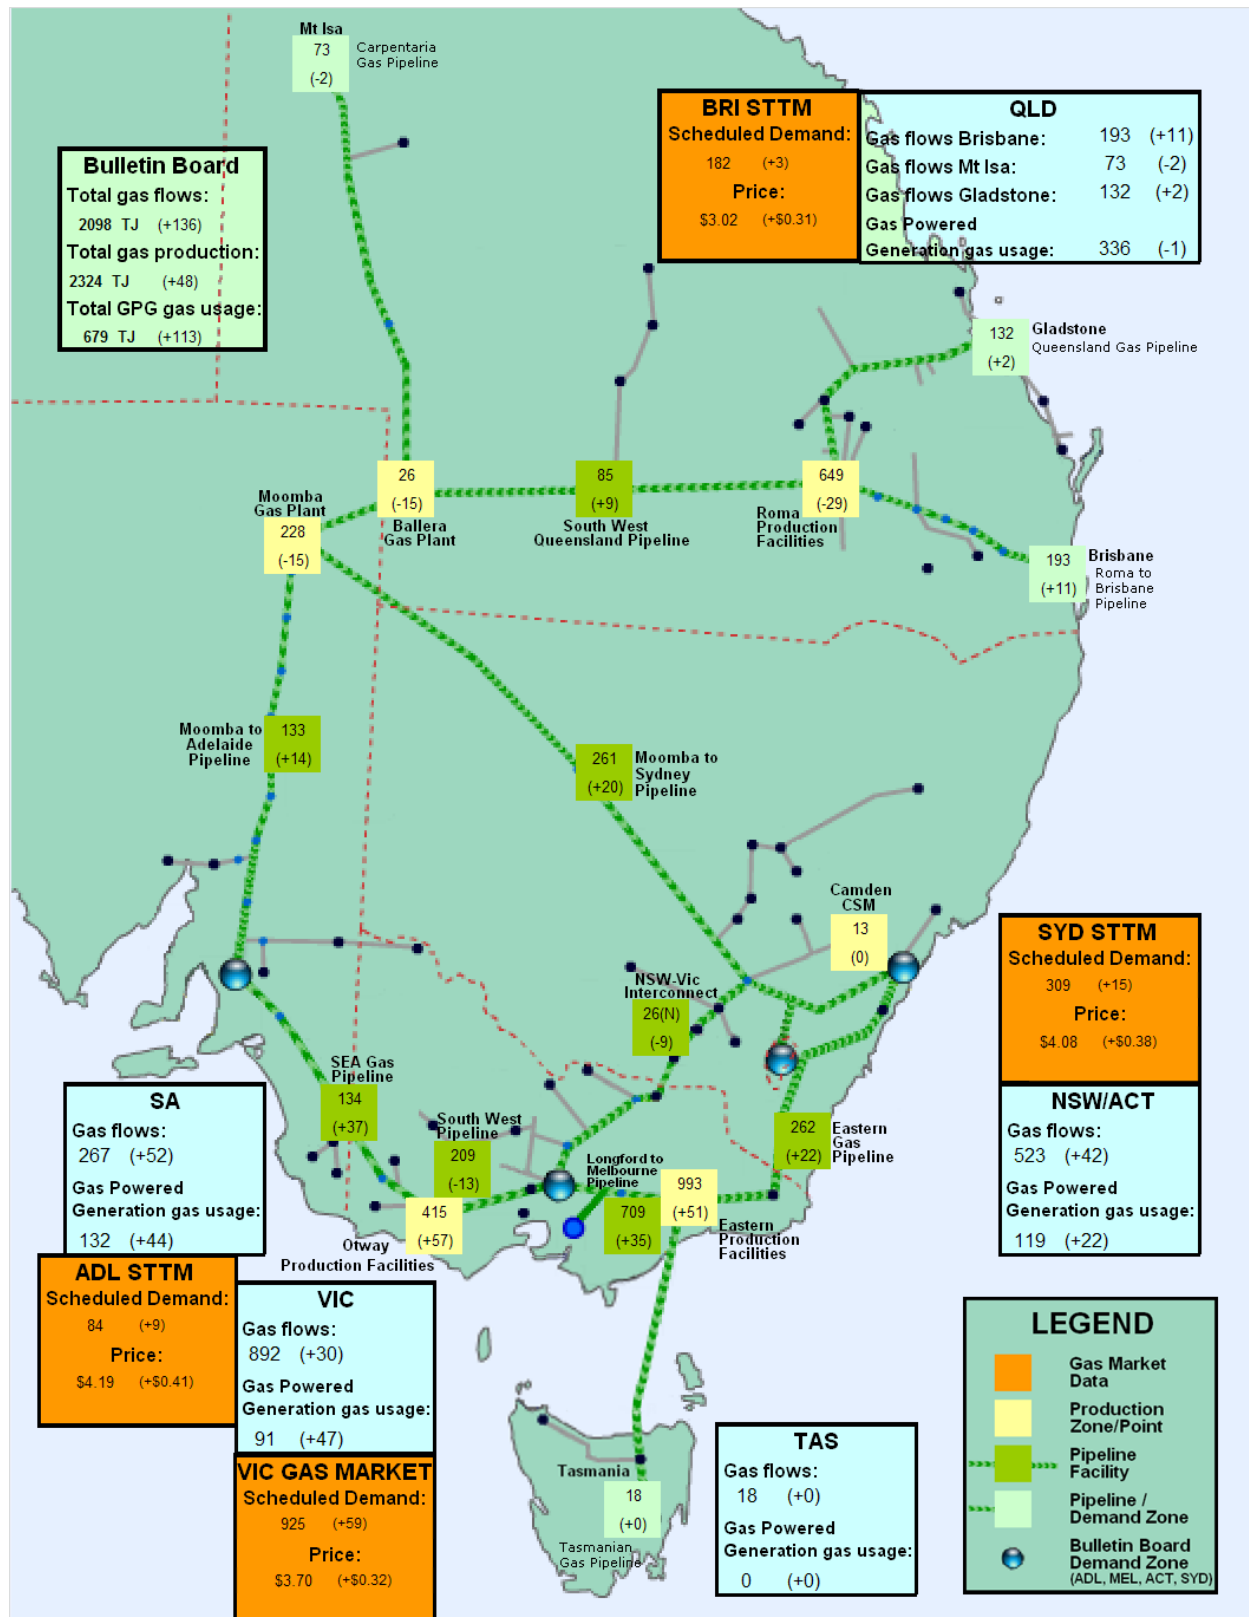 Mt Isa
73
(-2)
Carpentaria
Gas Pipeline
BRI STTM
Scheduled Demand:
182 (+3)
Price:
$3.02 (+$0.31)
QLD
Gas flows Brisbane: 193 (+11)
Gas flows Mt Isa: 73 (-2)
Gas flows Gladstone: 132 (+2)
Gas Powered
Generation gas usage: 336 (-1)
Bulletin Board
Total gas flows:
2098 TJ (+136)
Total gas production:
2324 TJ (+48)
Total GPG gas usage:
679 TJ (+113)
132
(+2)
Gladstone
Queensland Gas Pipeline
26
(-15)
Ballera
Gas Plant
85
(+9)
South West
Queensland Pipeline
649
(-29)
Roma
Production
Facilities
Moomba
Gas Plant
228
(-15)
193
(+11)
Brisbane
Roma to
Brisbane
Pipeline
Moomba to
Adelaide
Pipeline
133
(+14)
261
(+20)
Moomba to
Sydney
Pipeline
Camden
CSM
13
(0)
NSW-Vic
Interconnect
26(N)
(-9)
SYD STTM
Scheduled Demand:
309 (+15)
Price:
$4.08 (+$0.38)
NSW/ACT
Gas flows:
523 (+42)
Gas Powered
Generation gas usage:
119 (+22)
SEA Gas
Pipeline
134
(+37)
South West
Pipeline
209
(-13)
Longford to
Melbourne
Pipeline
709
(+35)
993
(+51)
Eastern
Production
Facilities
262
(+22)
Eastern
Gas
Pipeline
415
(+57)
Otway
Production Facilities
SA
Gas flows:
267 (+52)
Gas Powered
Generation gas usage:
132 (+44)
ADL STTM
Scheduled Demand:
84 (+9)
Price:
$4.19 (+$0.41)
VIC
Gas flows:
892 (+30)
Gas Powered
Generation gas usage:
91 (+47)
VIC GAS MARKET
Scheduled Demand:
925 (+59)
Price:
$3.70 (+$0.32)
Tasmania
18
(+0)
Tasmanian
Gas Pipeline
TAS
Gas flows:
18 (+0)
Gas Powered
Generation gas usage:
0 (+0)
LEGEND
Gas Market
Data
Production
Zone/Point
Pipeline
Facility
Pipeline /
Demand Zone
Bulletin Board
Demand Zone
(ADL, MEL, ACT, SYD)